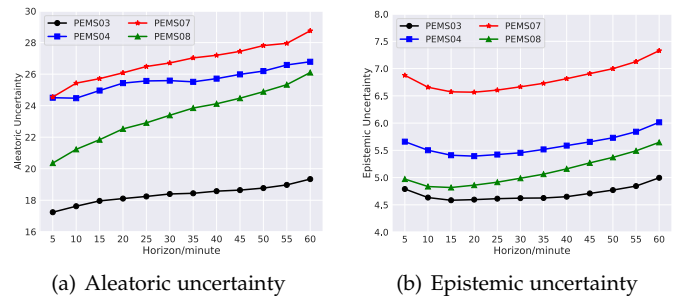 PEMS03 PEMS07
PEMS04 PEMS08
30
28
26
24
22
20
18
16
Aleatoric Uncertainty
5 10 15 20 25 30 35 40 45 50 55 60
Horizon/minute
(a) Aleatoric uncertainty
PEMS03 PEMS07
PEMS04 PEMS08
8.0
7.5
7.0
6.5
6.0
5.5
5.0
4.5
4.0
Epistemic Uncertainty
5 10 15 20 25 30 35 40 45 50 55 60
Horizon/minute
(b) Epistemic uncertainty